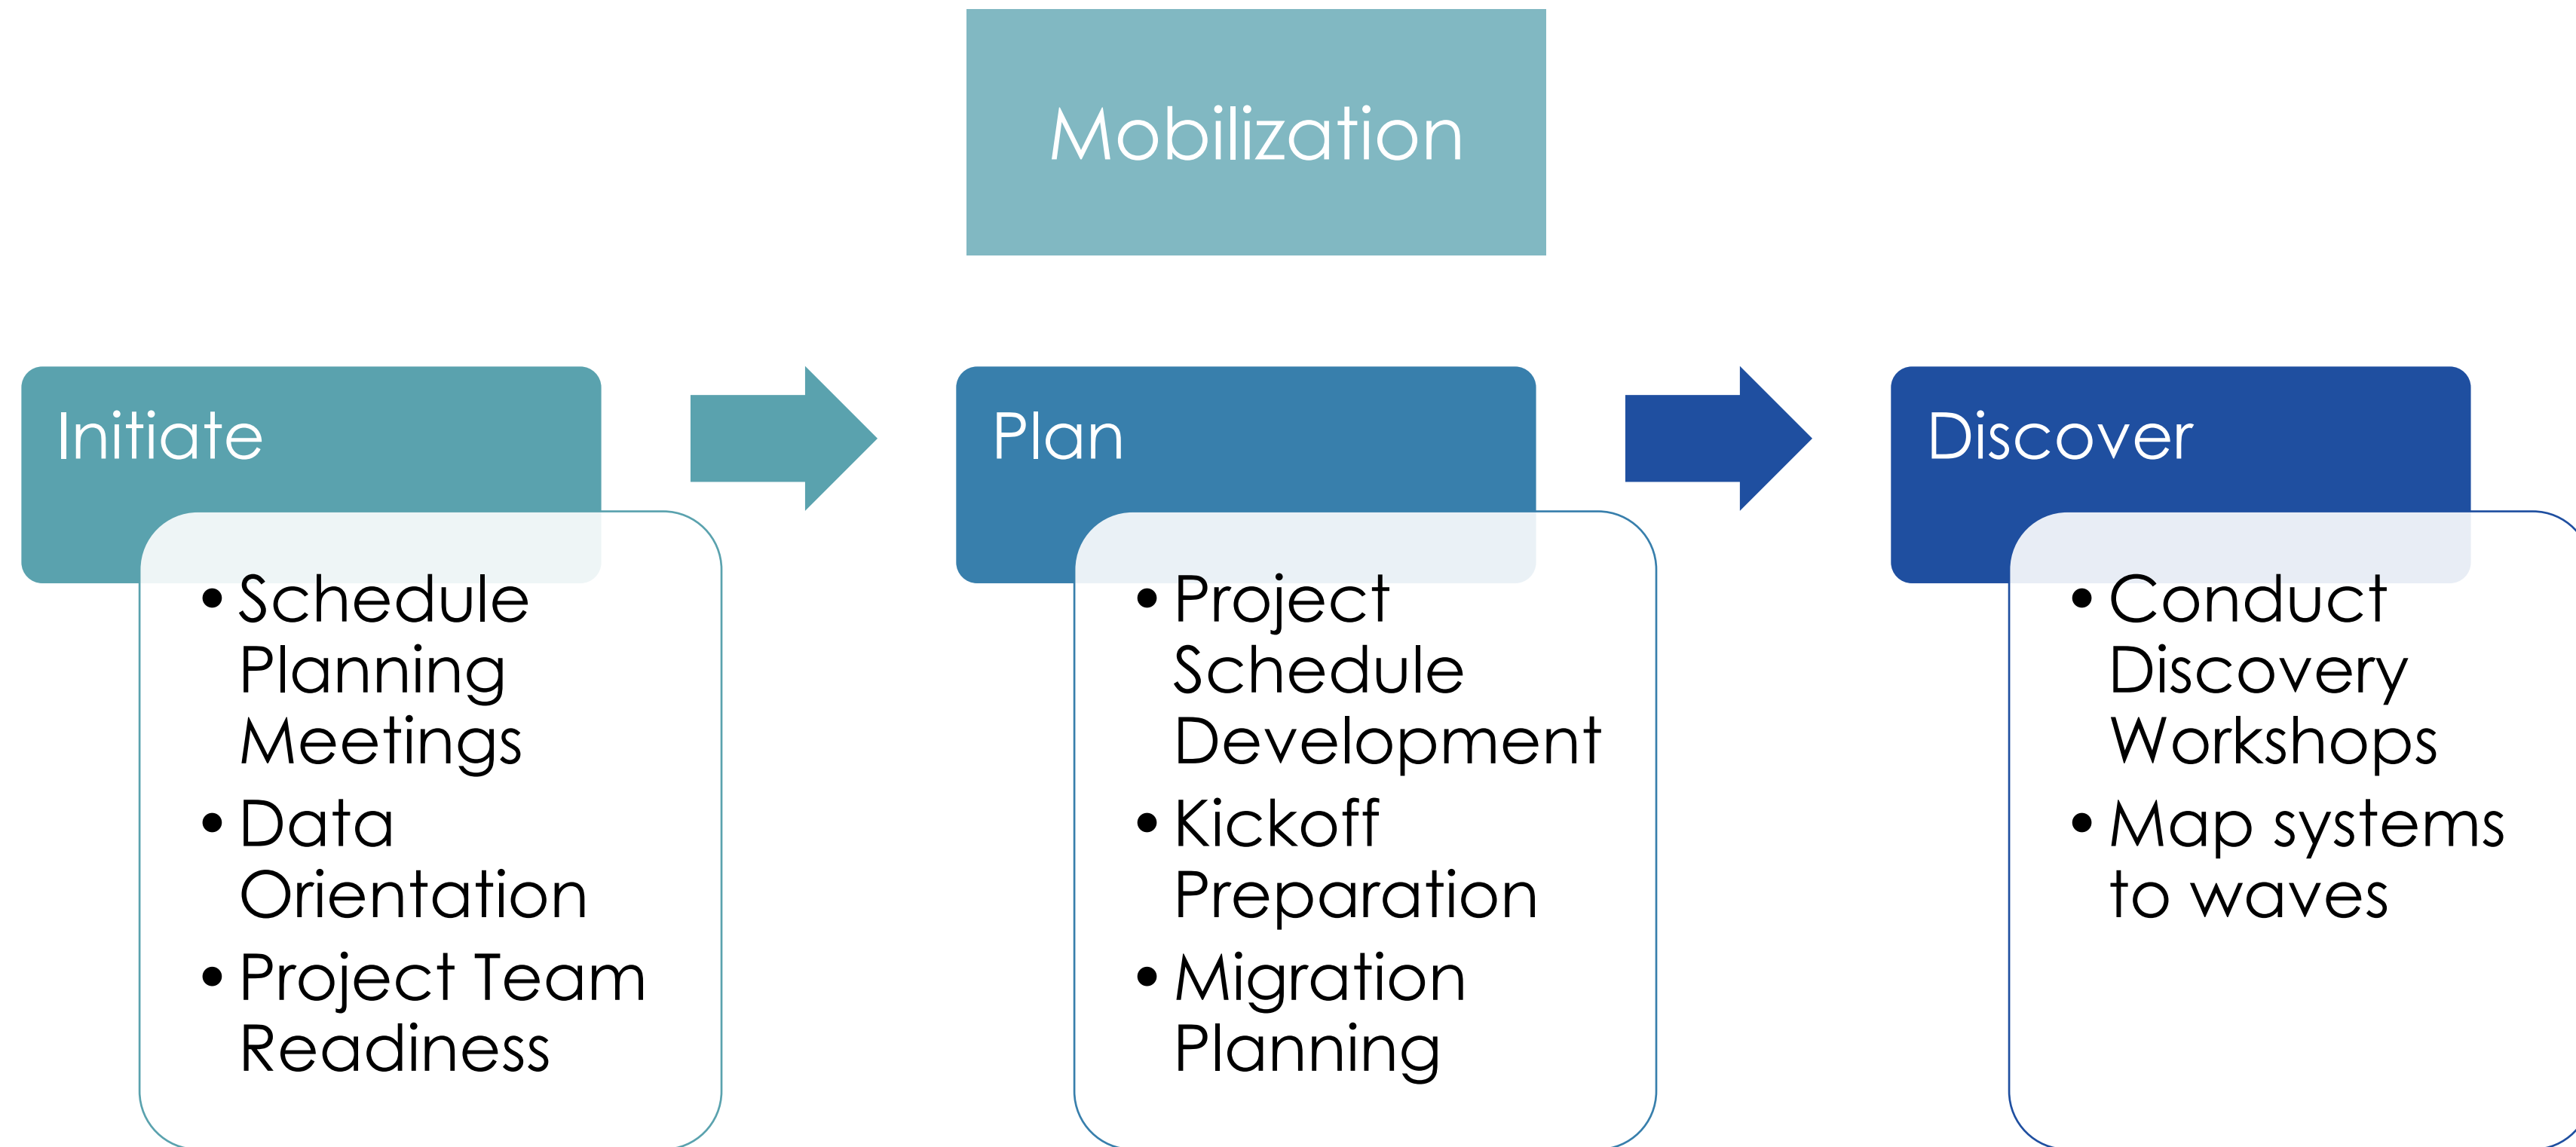 Mobilization
Initiate
• Schedule
Planning
Meetings
• Data
Orientation
• Project Team
Readiness
Plan
• Project
Schedule
Development
• Kickoff
Preparation
• Migration
Planning
Discover
• Conduct
Discovery
Workshops
• Map systems
to waves